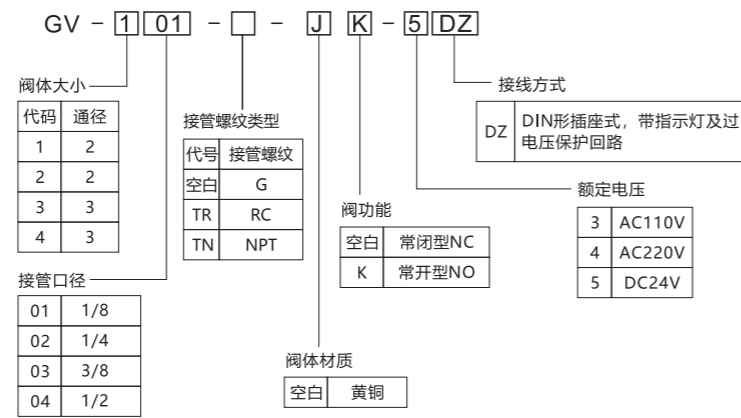 GV - 1 01 - □ - J K - 5 DZ
阀体大小
代码 通径
1 2
2 2
3 3
4 3
接管口径
01 1/8
02 1/4
03 3/8
04 1/2
接管螺纹类型
代号 接管螺纹
空白 G
TR RC
TN NPT
阀体材质
空白 黄铜
阀功能
空白 常闭型NC
K 常开型NO
额定电压
3 AC110V
4 AC220V
5 DC24V
接线方式
DZ DIN形插座式，带指示灯及过
电压保护回路